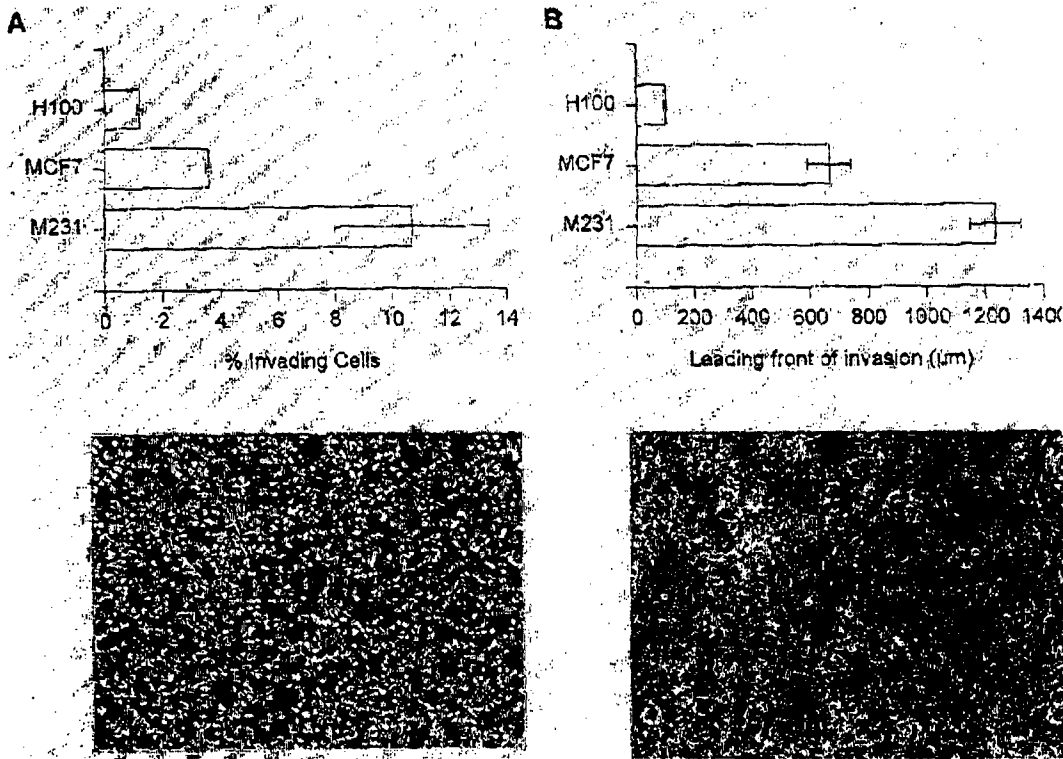 A
H100
MCF7
M231
0 2 4 6 8 10 12 14
% Invading Cells
B
H100
MCF7
M231
0 200 400 600 800 1000 1200 1400
Leading front of invasion (μm)